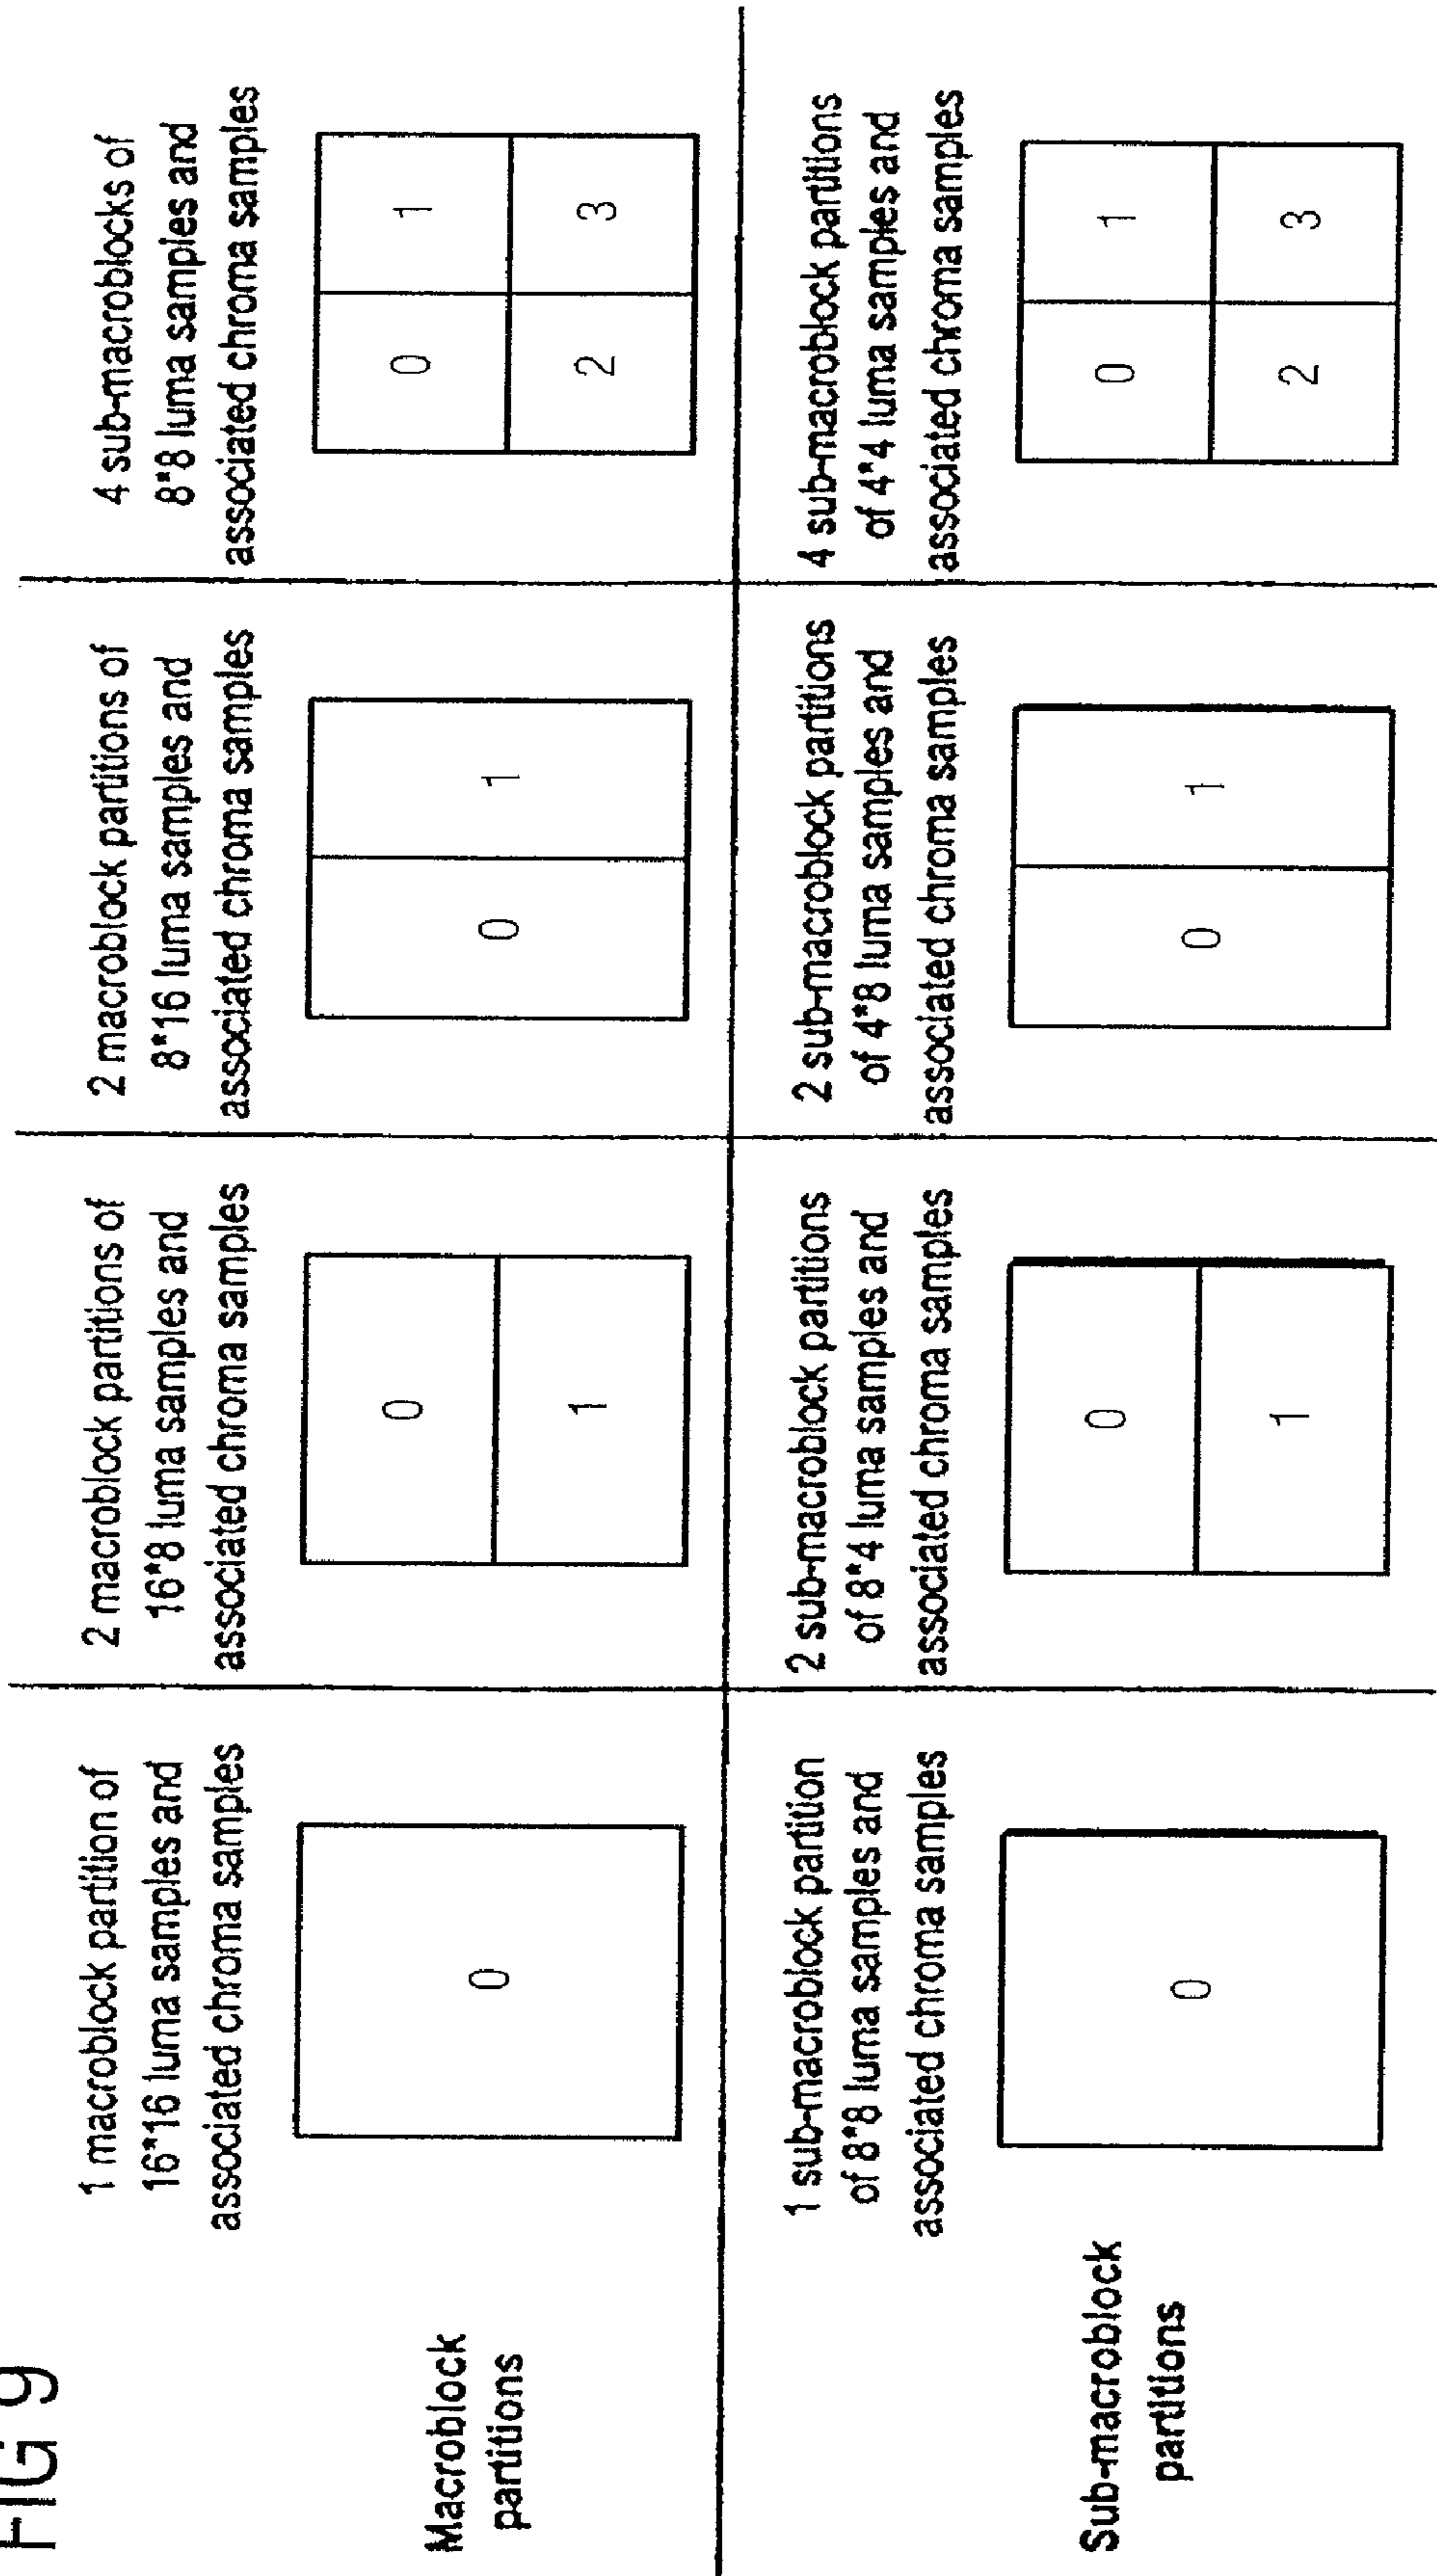 FIG 9
1 macroblock partition of
16*16 luma samples and
associated chroma samples
2 macroblock partitions of
16*8 luma samples and
associated chroma samples
2 macroblock partitions of
8*16 luma samples and
associated chroma samples
4 sub-macroblocks of
8*8 luma samples and
associated chroma samples
Macroblock
partitions
0
0
1
0
1
0
1
2
3
1 sub-macroblock partition
of 8*8 luma samples and
associated chroma samples
2 sub-macroblock partitions
of 8*4 luma samples and
associated chroma samples
2 sub-macroblock partitions
of 4*8 luma samples and
associated chroma samples
4 sub-macroblock partitions
of 4*4 luma samples and
associated chroma samples
Sub-macroblock
partitions
0
0
1
0
1
0
1
2
3